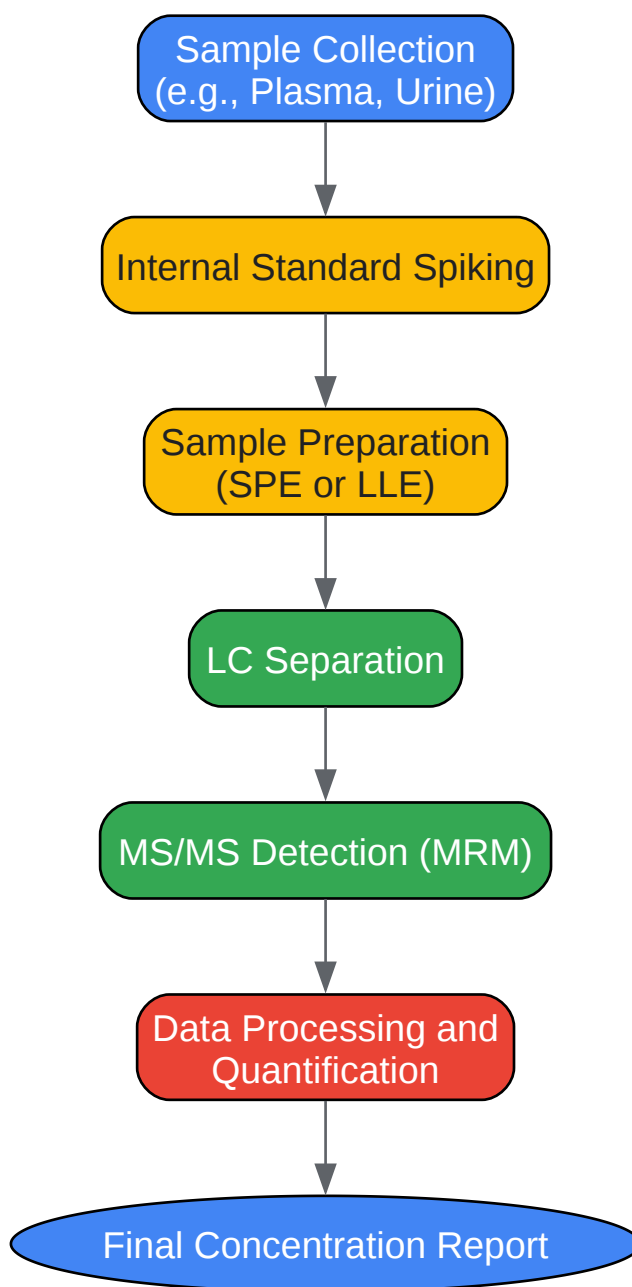 Sample Collection
(e.g., Plasma, Urine)
Internal Standard Spiking
Sample Preparation
(SPE or LLE)
LC Separation
MS/MS Detection (MRM)
Data Processing and
Quantification
Final Concentration Report